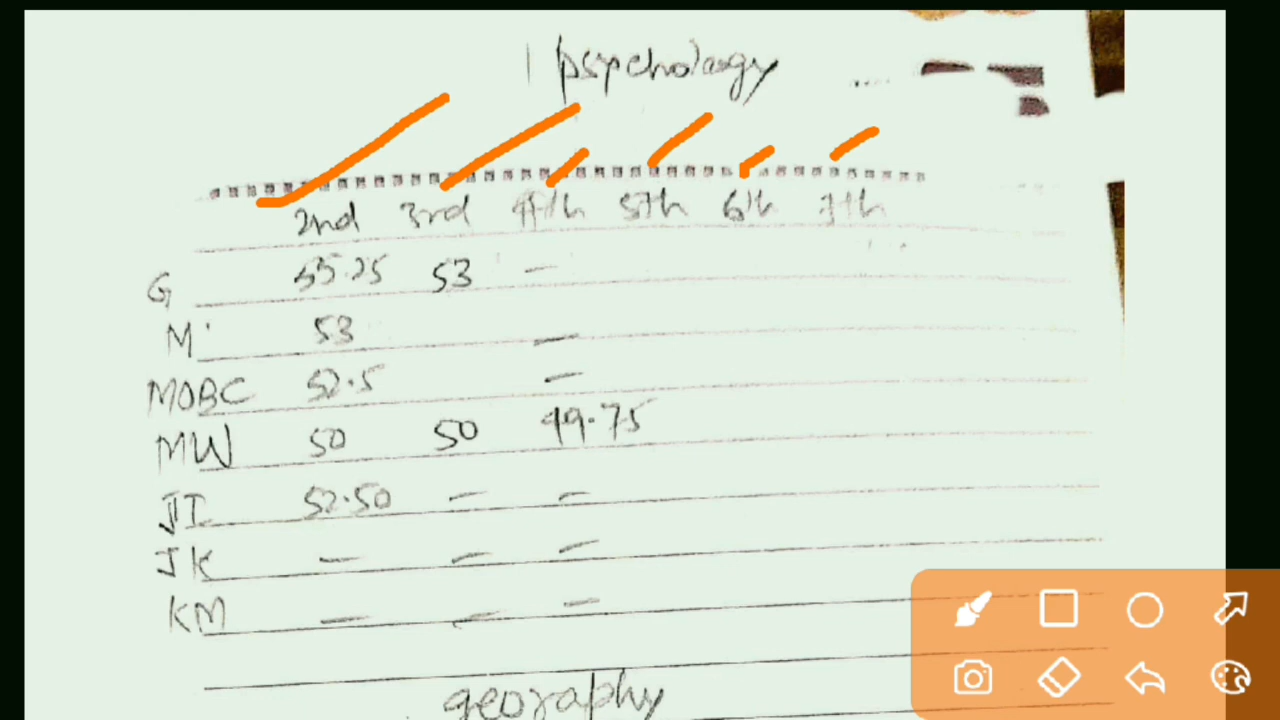 psychology
2nd 3rd 4th 5th 6th 7th
G 55.25 53 -
M 53 -
MOBC 52.5 -
MW 50 50 49.75
JI 52.50 - -
JK - - -
KM - - -
geography